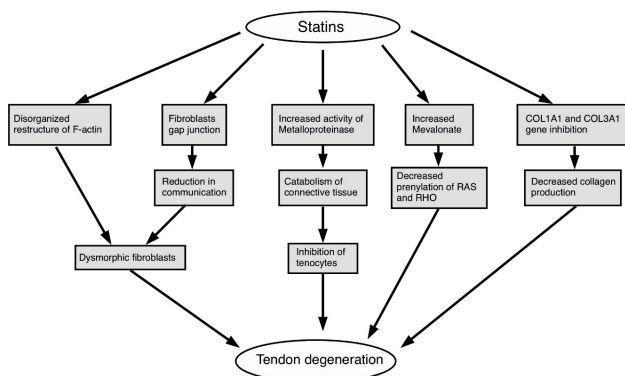 Statins
Disorganized
restructure of F-actin
Fibroblasts
gap junction
Increased activity of
Metalloproteinase
Increased
Mevalonate
COL1A1 and COL3A1
gene inhibition
Reduction in
communication
Catabolism of
connective tissue
Decreased
prenylation of RAS
and RHO
Decreased collagen
production
Dysmorphic fibroblasts
Inhibition of
tenocytes
Tendon degeneration